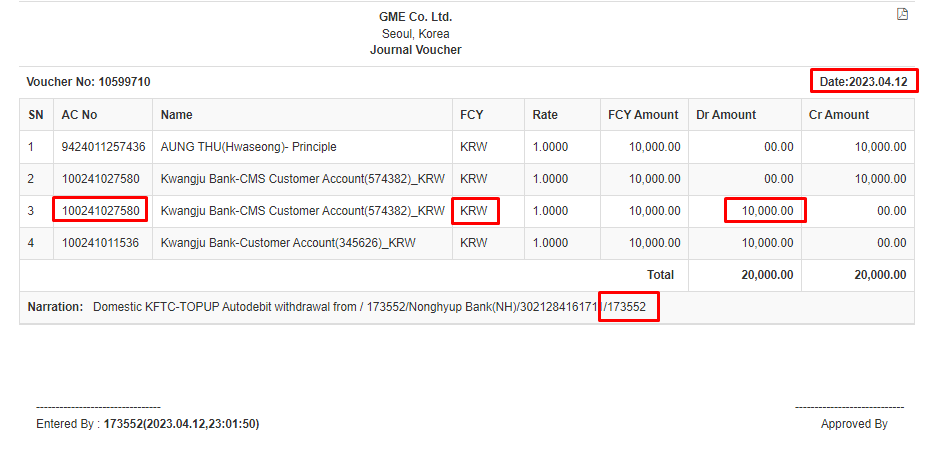 GME Co. Ltd.
Seoul, Korea
Journal Voucher
Voucher No: 10599710 Date:2023.04.12
SN AC No Name FCY Rate FCY Amount Dr Amount Cr Amount
1 9424011257436 AUNG THU(Hwaseong)- Principle KRW 1.0000 10,000.00 00.00 10,000.00
2 100241027580 Kwangju Bank-CMS Customer Account(574382)_KRW KRW 1.0000 10,000.00 00.00 10,000.00
3 100241027580 Kwangju Bank-CMS Customer Account(574382)_KRW KRW 1.0000 10,000.00 10,000.00 00.00
4 100241011536 Kwangju Bank-Customer Account(345626)_KRW KRW 1.0000 10,000.00 10,000.00 00.00
Total 20,000.00 20,000.00
Narration: Domestic KFTC-TOPUP Autodebit withdrawal from / 173552/Nonghyup Bank(NH)/3021284161711/173552
-------------------------------- ----------------------------
Entered By : 173552(2023.04.12,23:01:50) Approved By